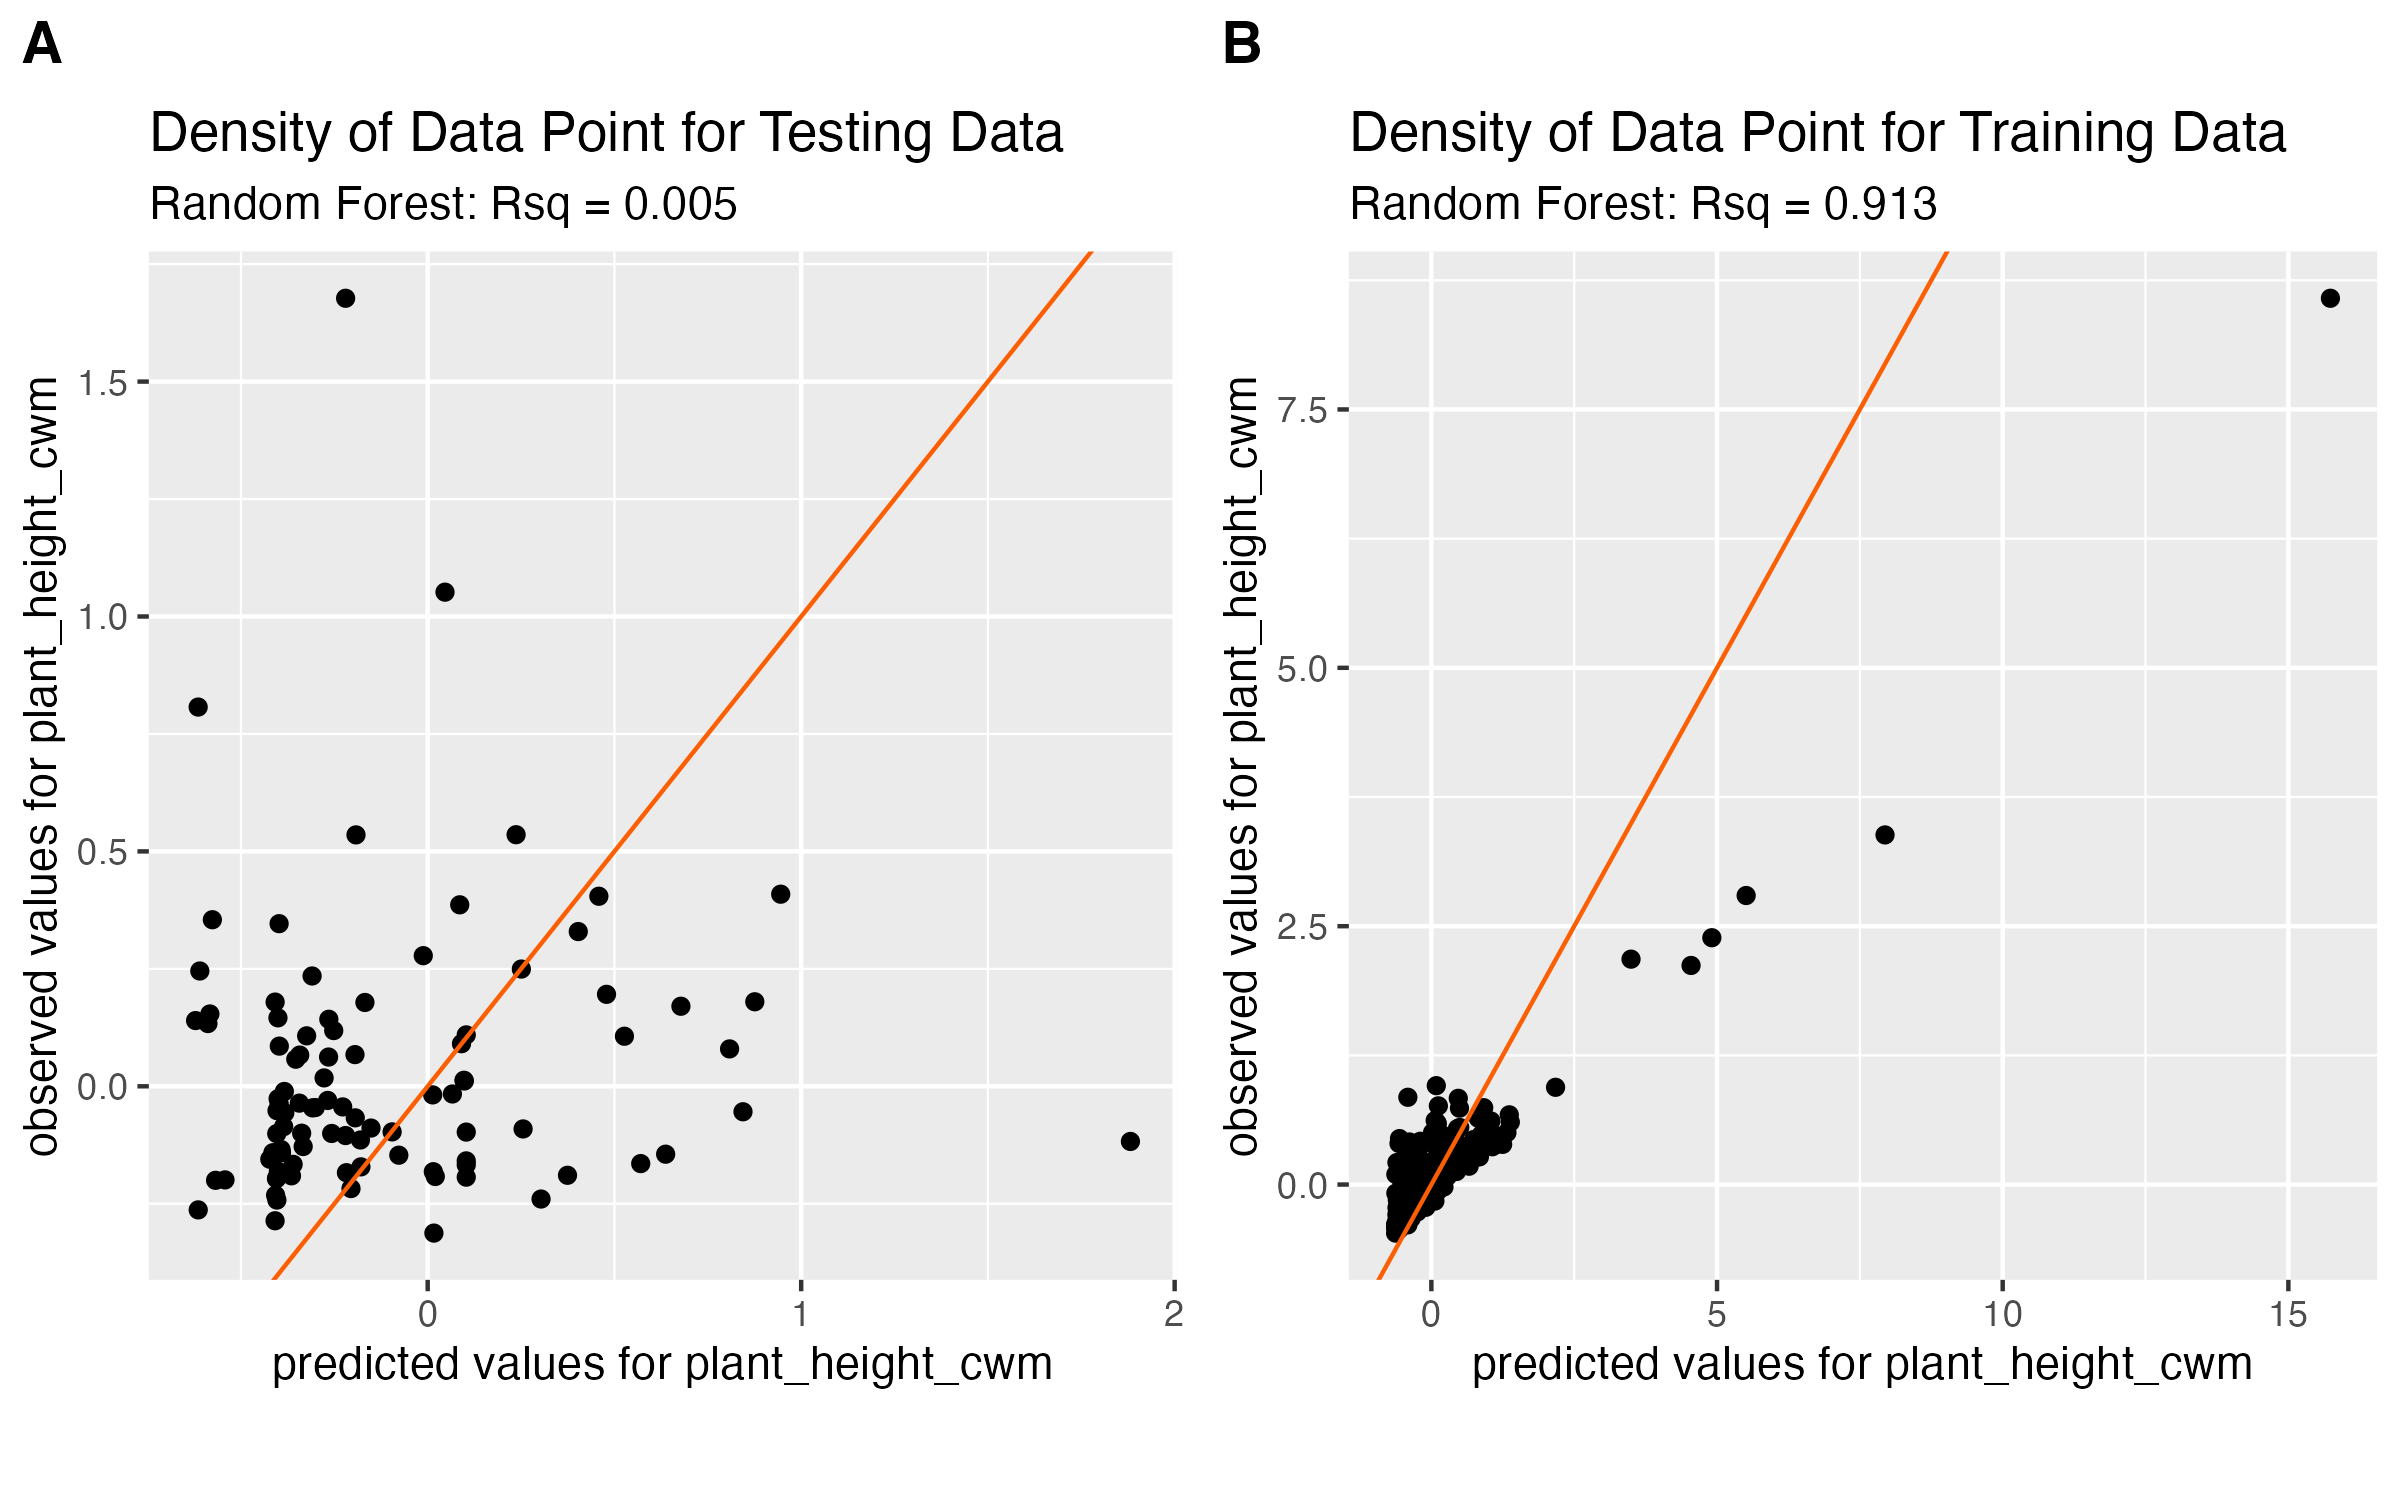 A
Density of Data Point for Testing Data
Random Forest: Rsq = 0.005
observed values for plant_height_cwm
1.5
1.0
0.5
0.0
0
1
2
predicted values for plant_height_cwm
B
Density of Data Point for Training Data
Random Forest: Rsq = 0.913
observed values for plant_height_cwm
7.5
5.0
2.5
0.0
0
5
10
15
predicted values for plant_height_cwm